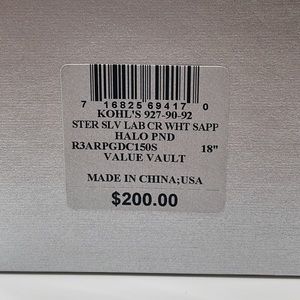 7 16825 69417 0
KOHL'S 927-90-92
STER SLV LAB CR WHT SAPP
HALO PND
R3ARPGDC150S 18"
VALUE VAULT
MADE IN CHINA;USA
$200.00